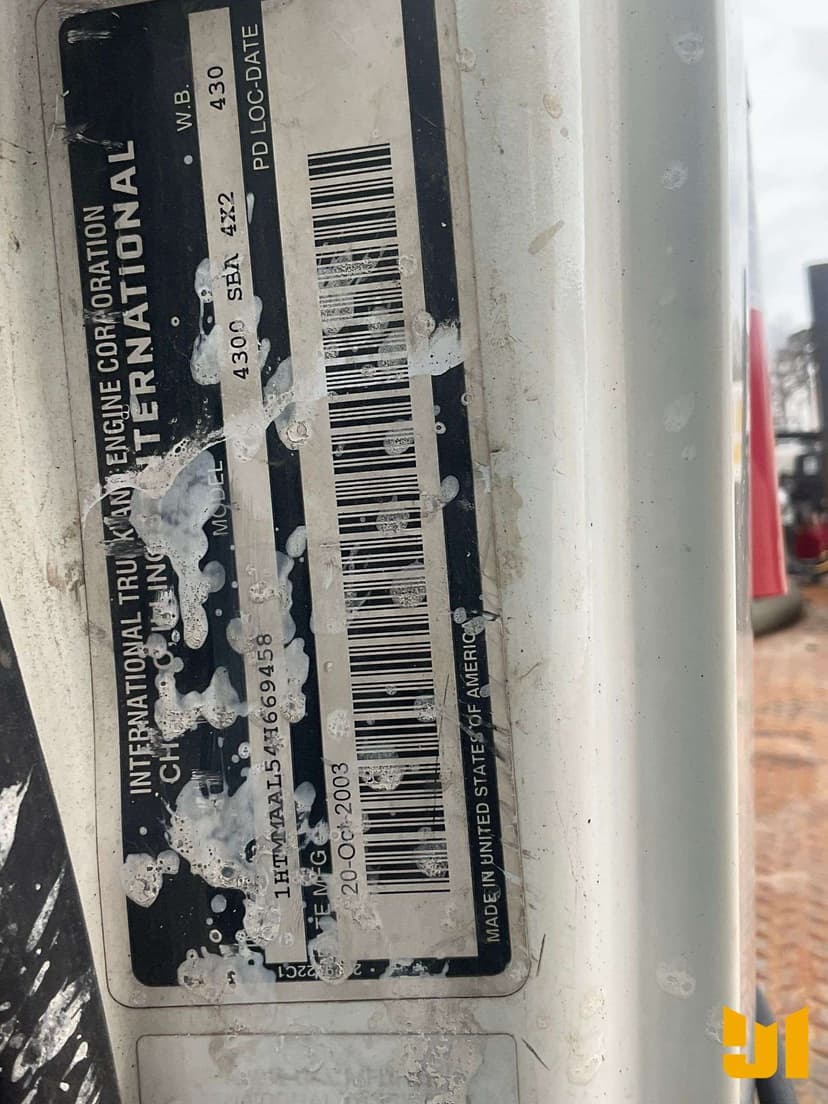 INTERNATIONAL TRUCK AND ENGINE CORPORATION
INTERNATIONAL
MODEL W.B.
1HTMMAAL54H669458 4300 SBA 4X2 430
PD LOC-DATE
20-Oct-2003
MADE IN UNITED STATES OF AMERICA